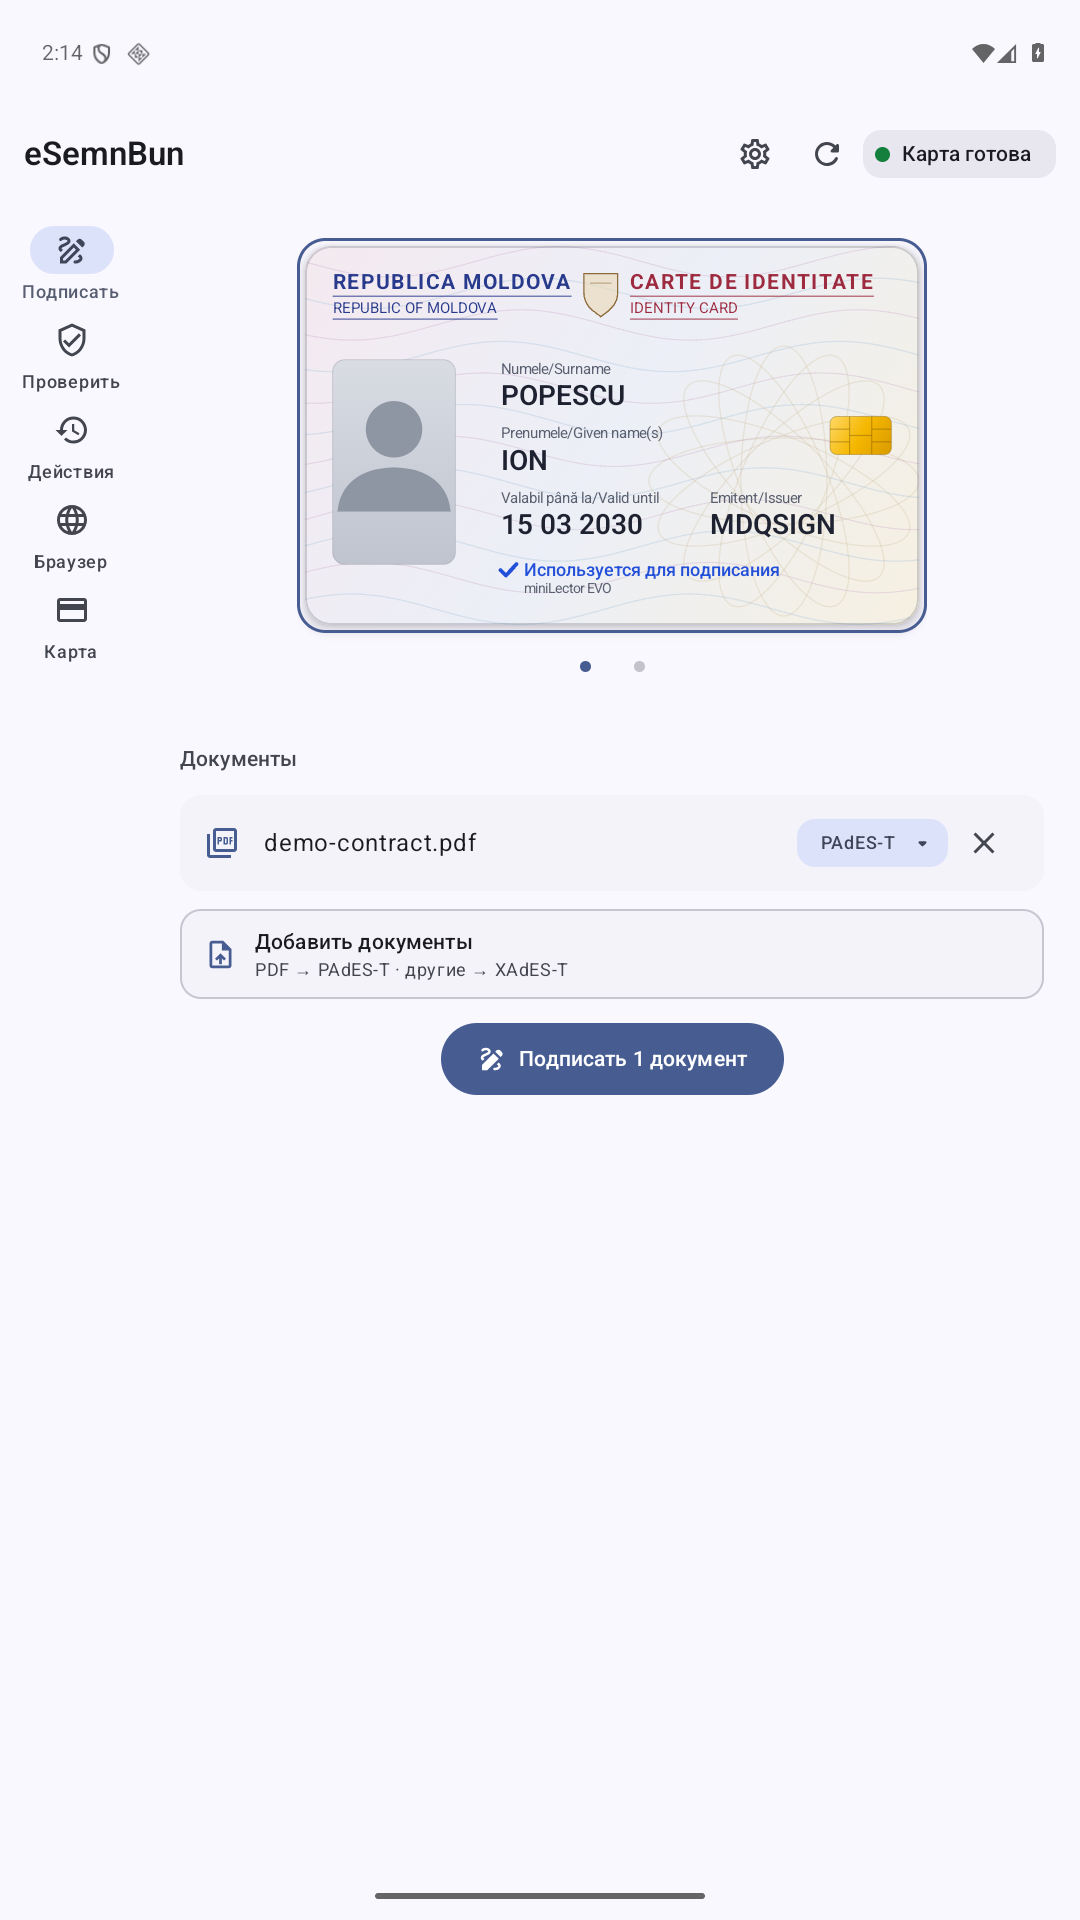 2:14
eSemnBun
Карта готова
Подписать
Проверить
Действия
Браузер
Карта
REPUBLICA MOLDOVA
REPUBLIC OF MOLDOVA
CARTE DE IDENTITATE
IDENTITY CARD
Numele/Surname
POPESCU
Prenumele/Given name(s)
ION
Valabil până la/Valid until
15 03 2030
Emitent/Issuer
MDQSIGN
Используется для подписания
miniLector EVO
Документы
PDF
demo-contract.pdf
PAdES-T
Добавить документы
PDF → PAdES-T · другие → XAdES-T
Подписать 1 документ